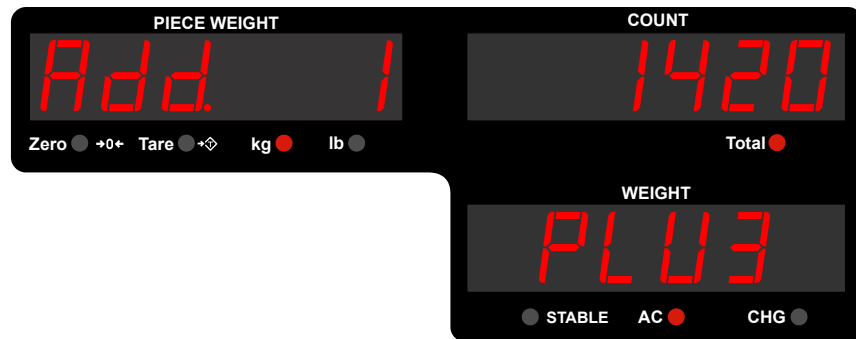 PIECE WEIGHT
COUNT
Add. 1
1420
Zero →0← Tare →T← kg lb
Total
WEIGHT
PLU3
STABLE AC CHG